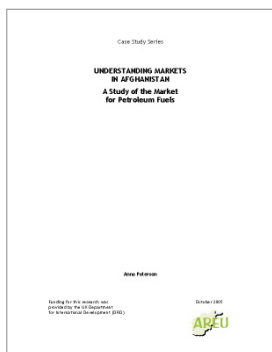 Case Study Series
UNDERSTANDING MARKETS
IN AFGHANISTAN
A Study of the Market
for Petroleum Fuels
Anna Paterson
Funding for this research was
provided by the UK Department
for International Development (DFID)
October 2005
AREU